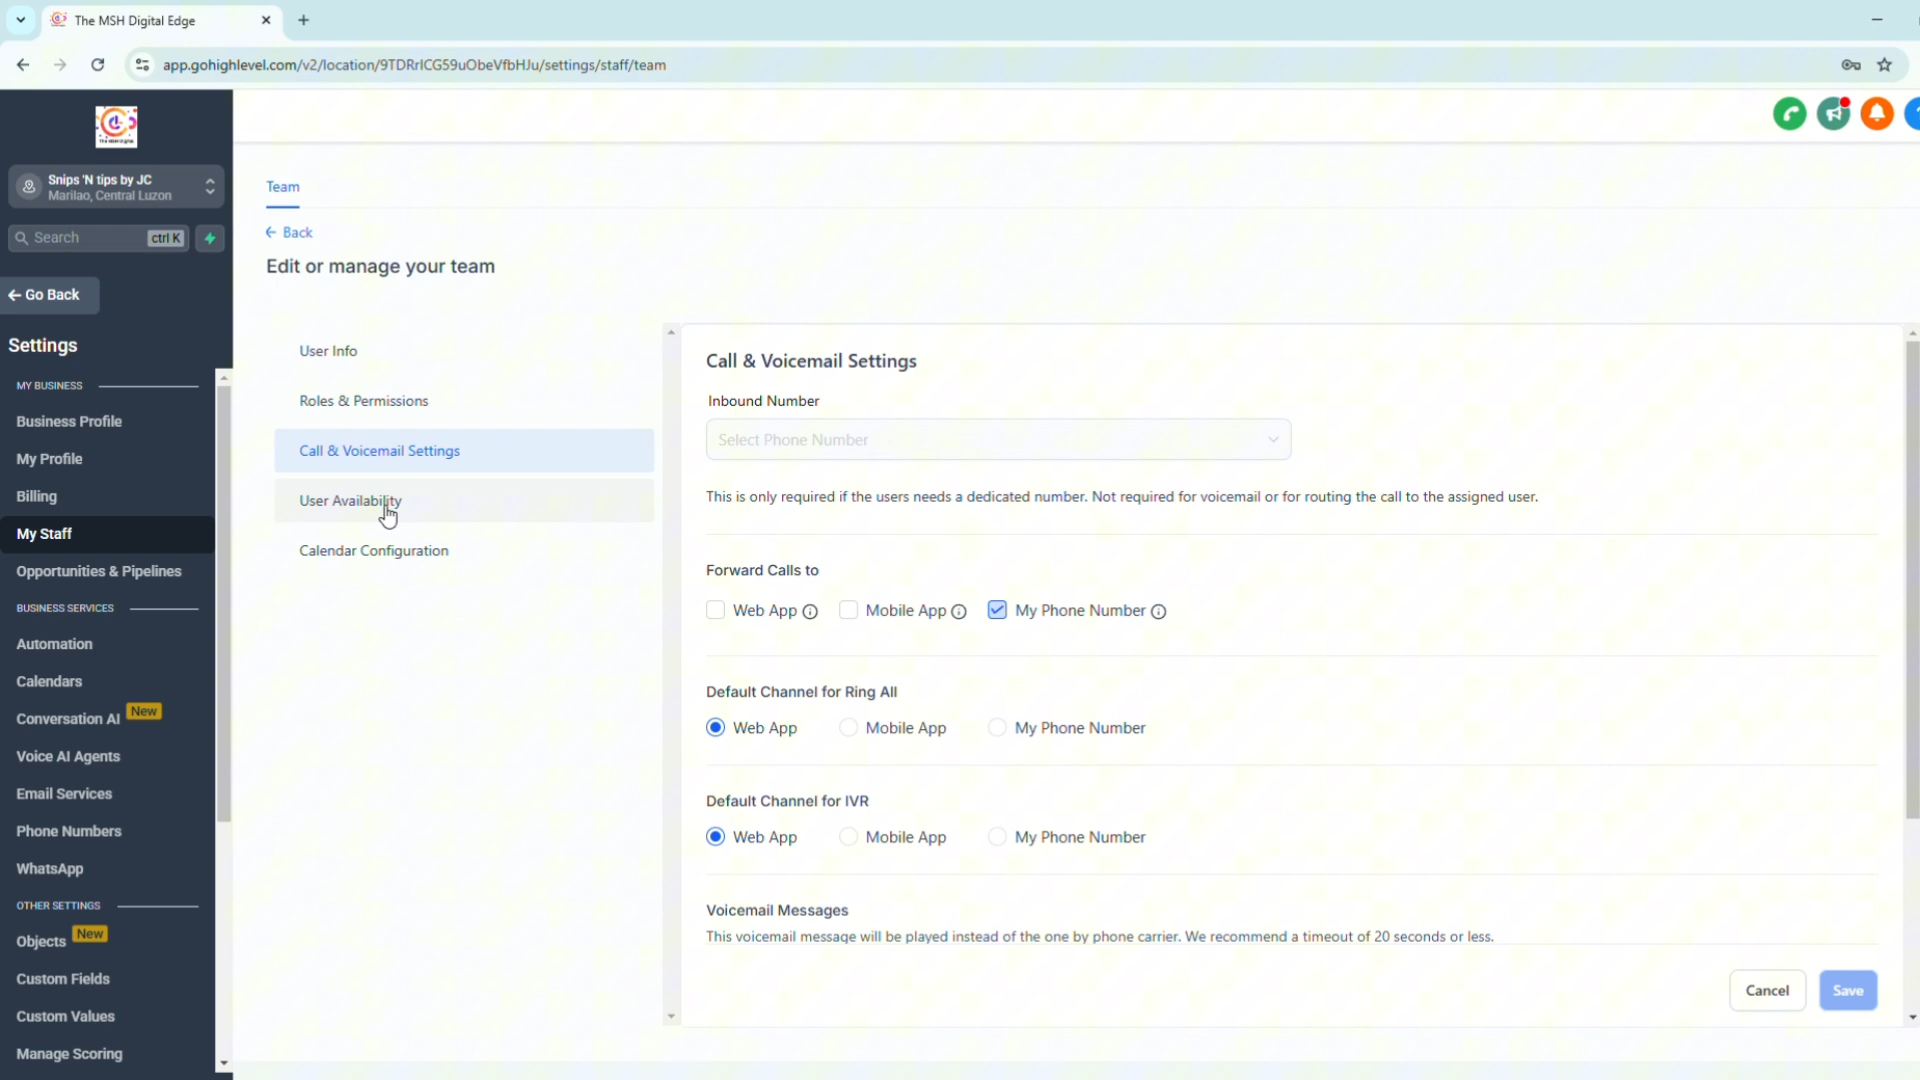 The MSH Digital Edge
app.gohighlevel.com/v2/location/9TDRrICG59uObeVfbHJu/settings/staff/team
Snips 'N tips by JC
Marilao, Central Luzon
Search ctrl K
Go Back
Settings
MY BUSINESS
Business Profile
My Profile
Billing
My Staff
Opportunities & Pipelines
BUSINESS SERVICES
Automation
Calendars
Conversation AI New
Voice AI Agents
Email Services
Phone Numbers
WhatsApp
OTHER SETTINGS
Objects New
Custom Fields
Custom Values
Manage Scoring
Team
Back
Edit or manage your team
User Info
Roles & Permissions
Call & Voicemail Settings
User Availability
Calendar Configuration
Call & Voicemail Settings
Inbound Number
Select Phone Number
This is only required if the users needs a dedicated number. Not required for voicemail or for routing the call to the assigned user.
Forward Calls to
Web App Mobile App My Phone Number
Default Channel for Ring All
Web App Mobile App My Phone Number
Default Channel for IVR
Web App Mobile App My Phone Number
Voicemail Messages
This voicemail message will be played instead of the one by phone carrier. We recommend a timeout of 20 seconds or less.
Cancel Save